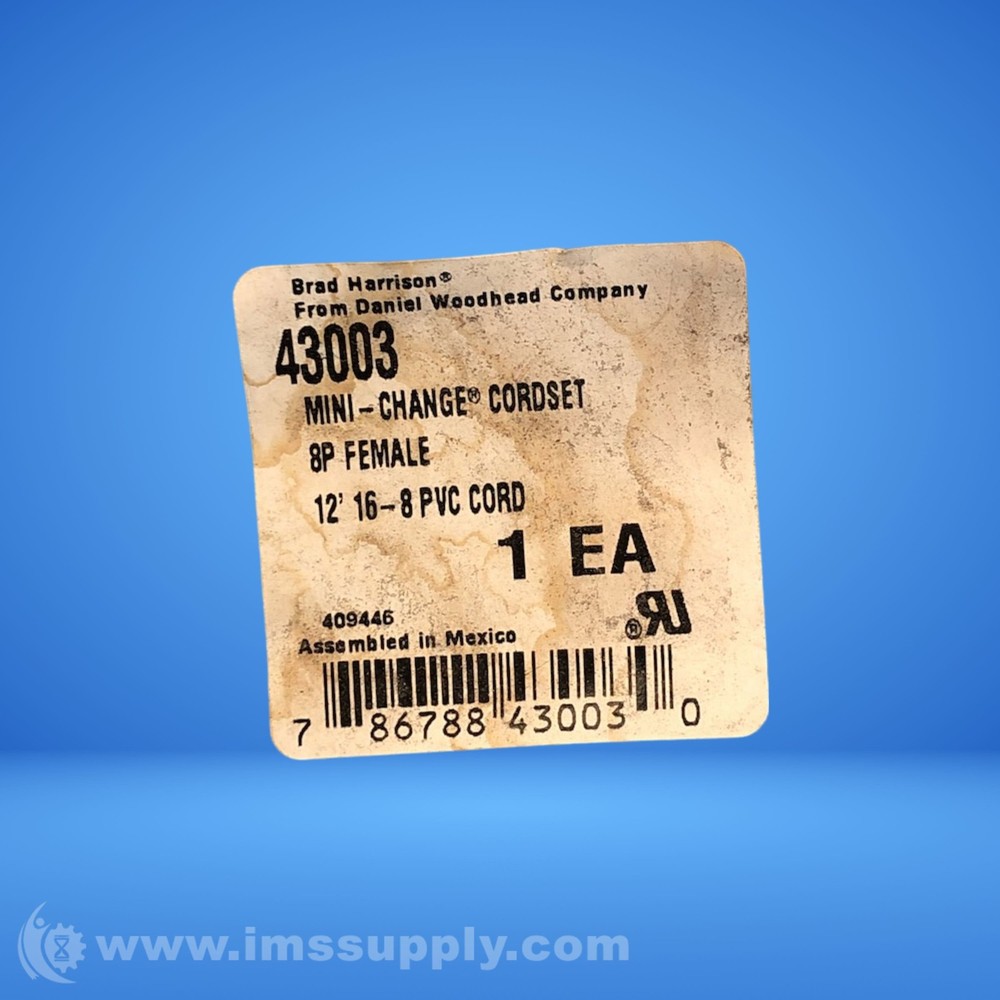 Brad Harrison®
From Daniel Woodhead Company
43003
MINI-CHANGE® CORDSET
8P FEMALE
12' 16-8 PVC CORD
1 EA
409446
Assembled in Mexico
7 86788 43003 0
www.imssupply.com